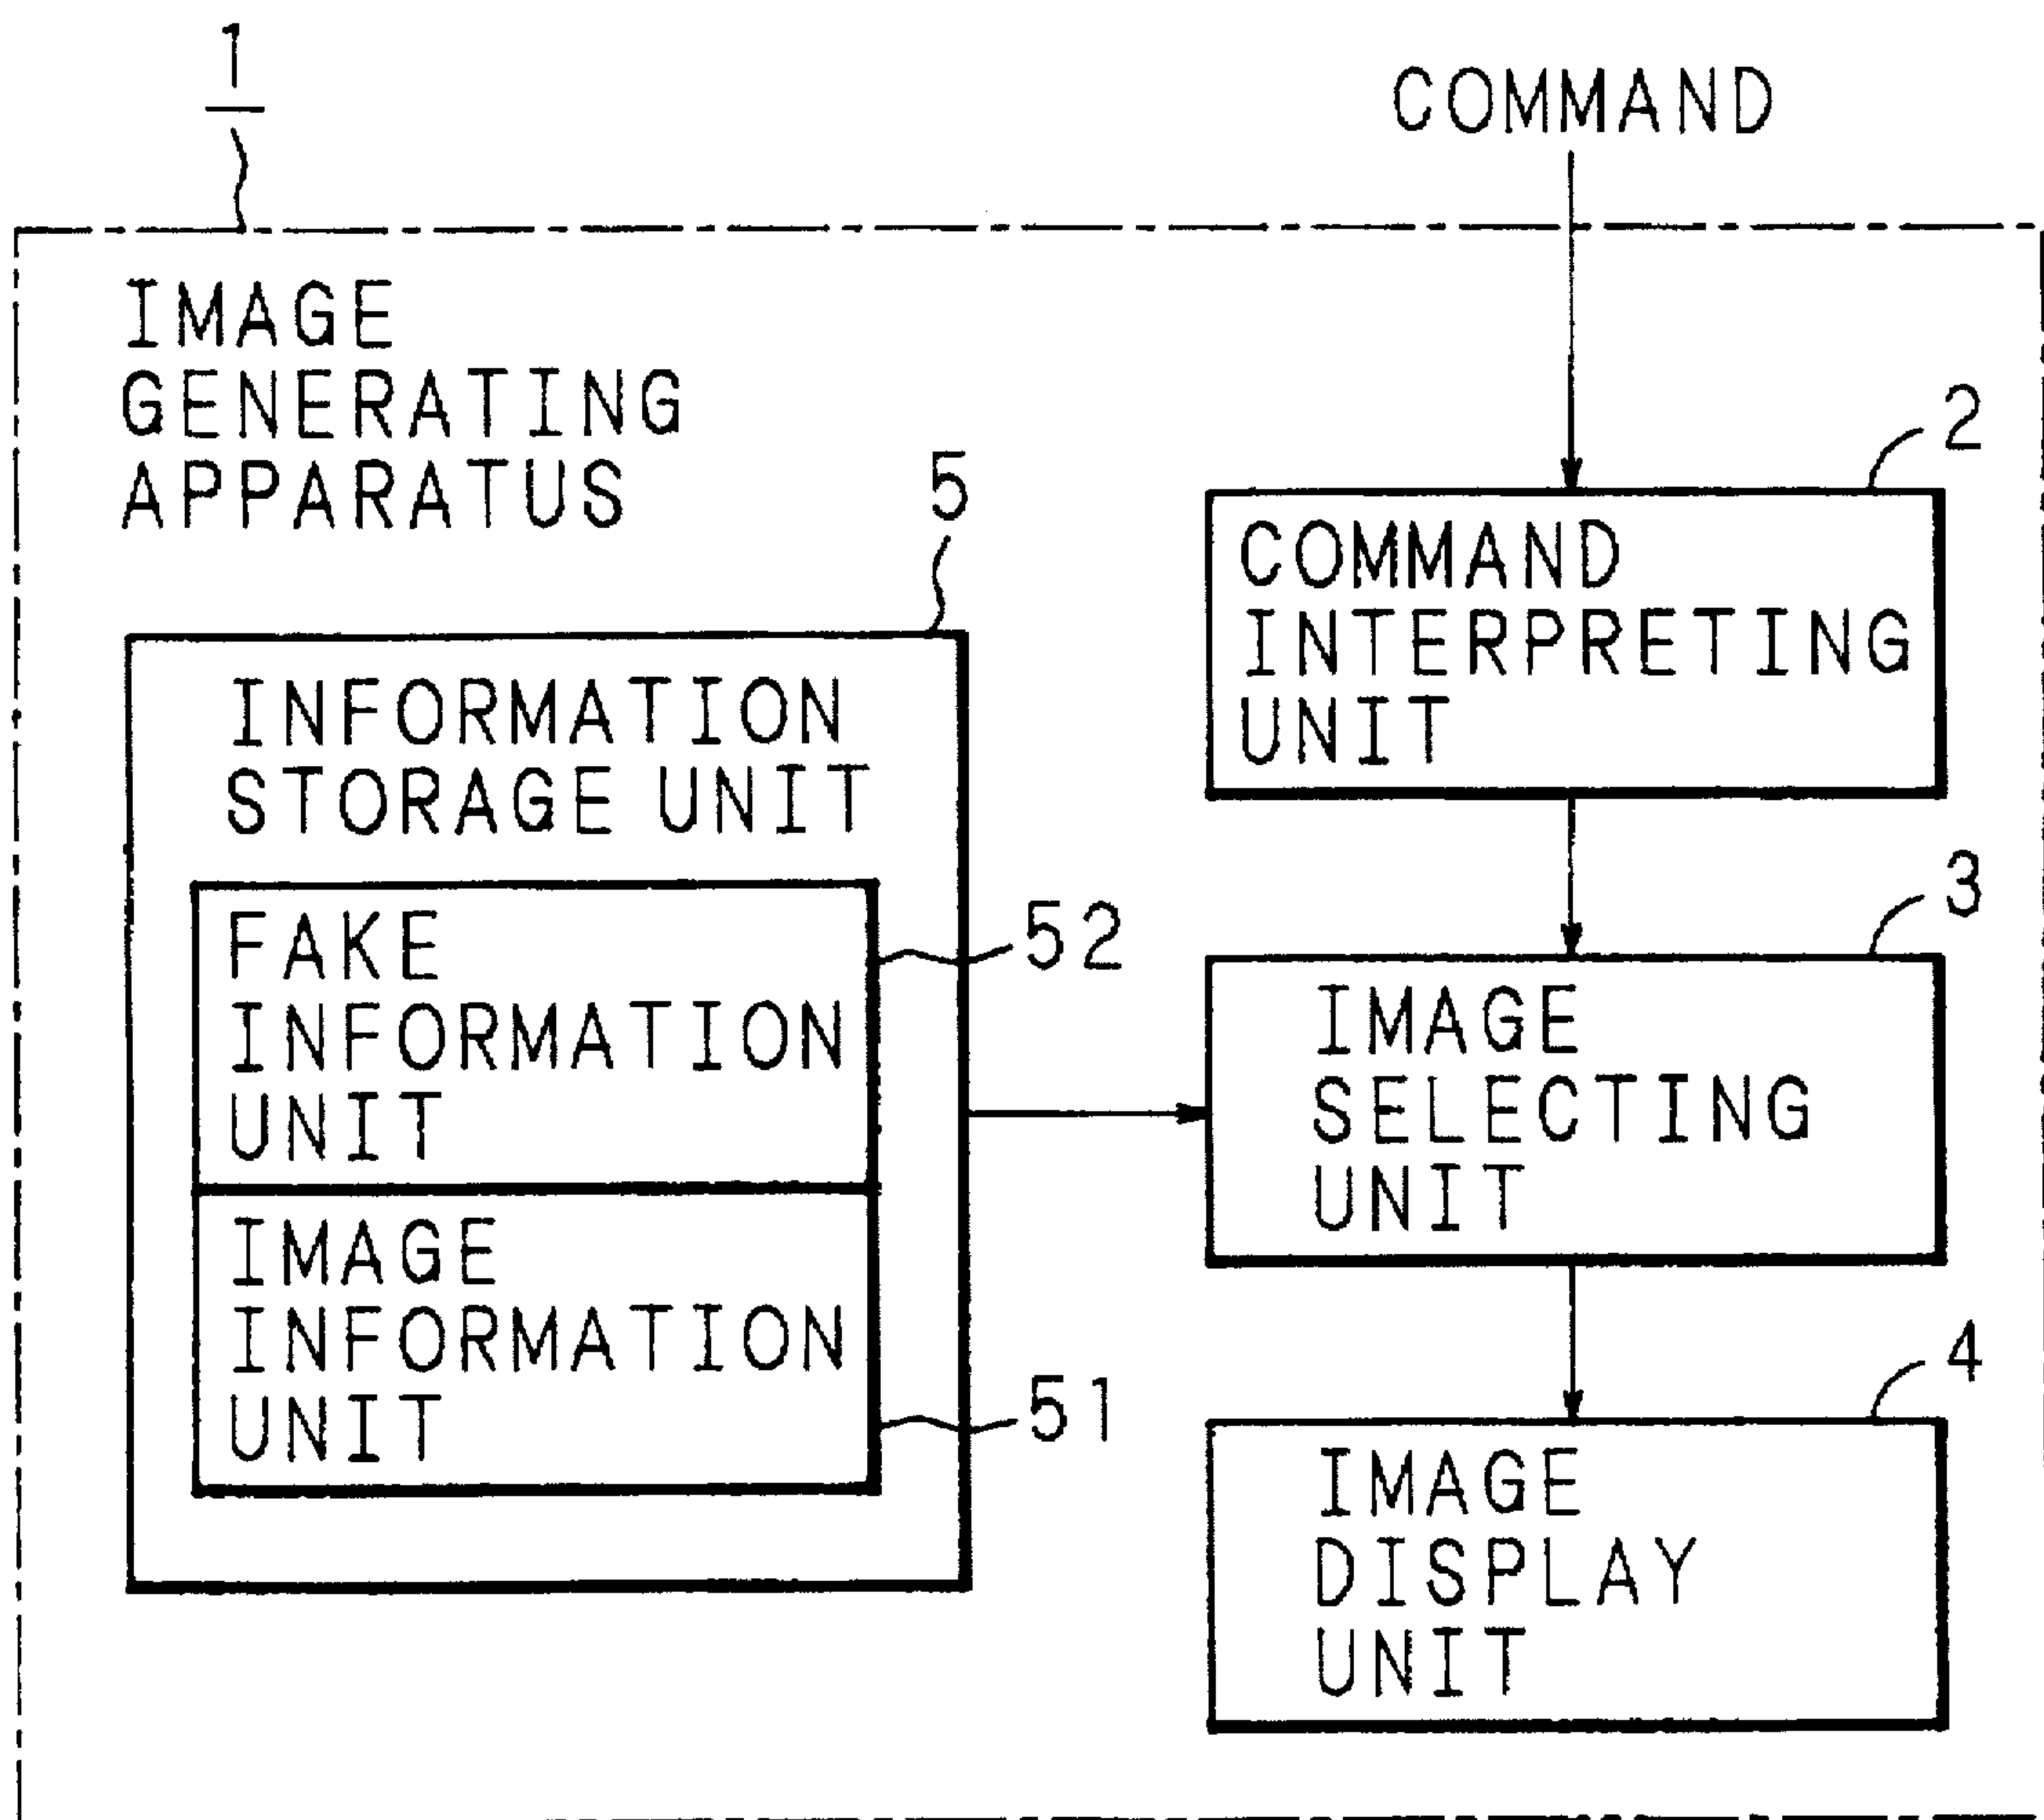 1
COMMAND
IMAGE
GENERATING
APPARATUS
5
INFORMATION
STORAGE UNIT
FAKE
INFORMATION
UNIT
52
IMAGE
INFORMATION
UNIT
51
2
COMMAND
INTERPRETING
UNIT
3
IMAGE
SELECTING
UNIT
4
IMAGE
DISPLAY
UNIT